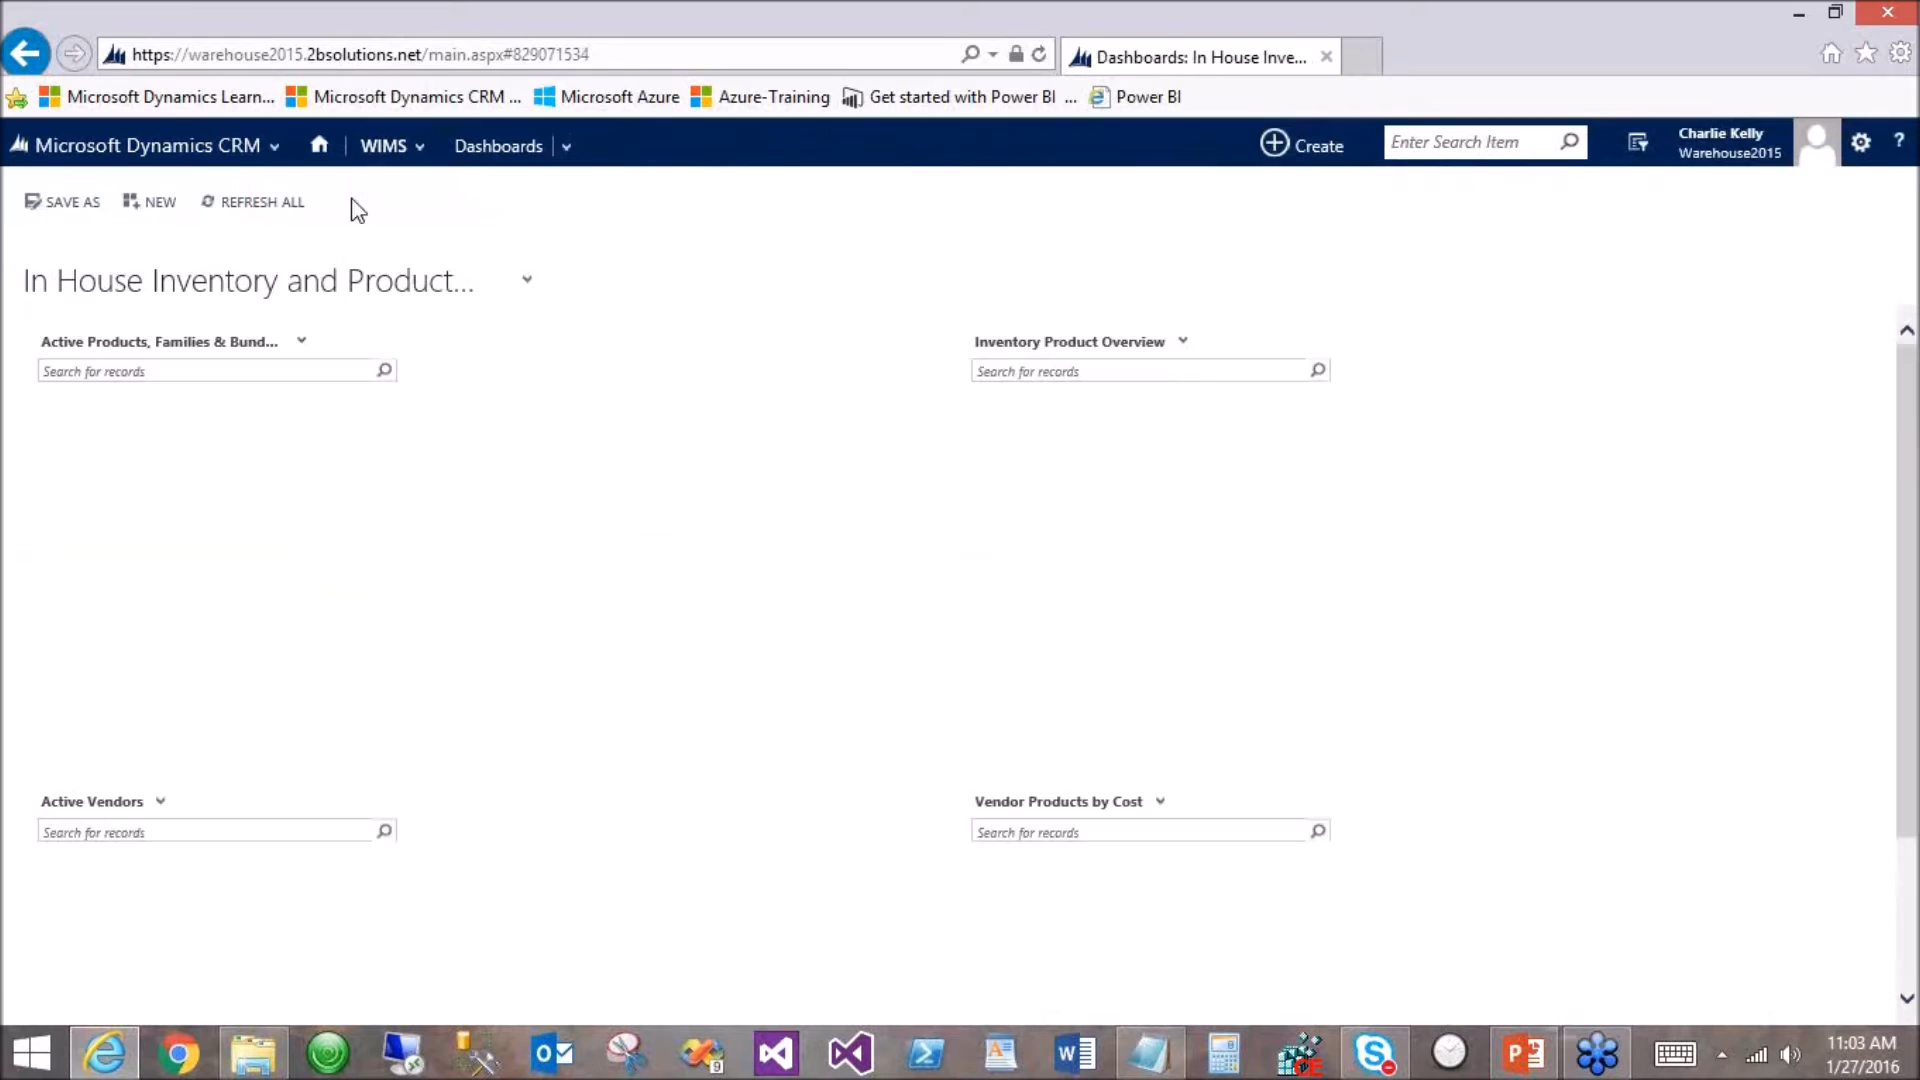 https://warehouse2015.2bsolutions.net/main.aspx#829071534
Dashboards: In House Inve...
Microsoft Dynamics Learn...
Microsoft Dynamics CRM ...
Microsoft Azure
Azure-Training
Get started with Power BI ...
Power BI
Microsoft Dynamics CRM
WIMS
Dashboards
Create
Enter Search Item
Charlie Kelly
Warehouse2015
?
SAVE AS
NEW
REFRESH ALL
In House Inventory and Product...
Active Products, Families & Bund...
Search for records
Inventory Product Overview
Search for records
Active Vendors
Search for records
Vendor Products by Cost
Search for records
11:03 AM
1/27/2016